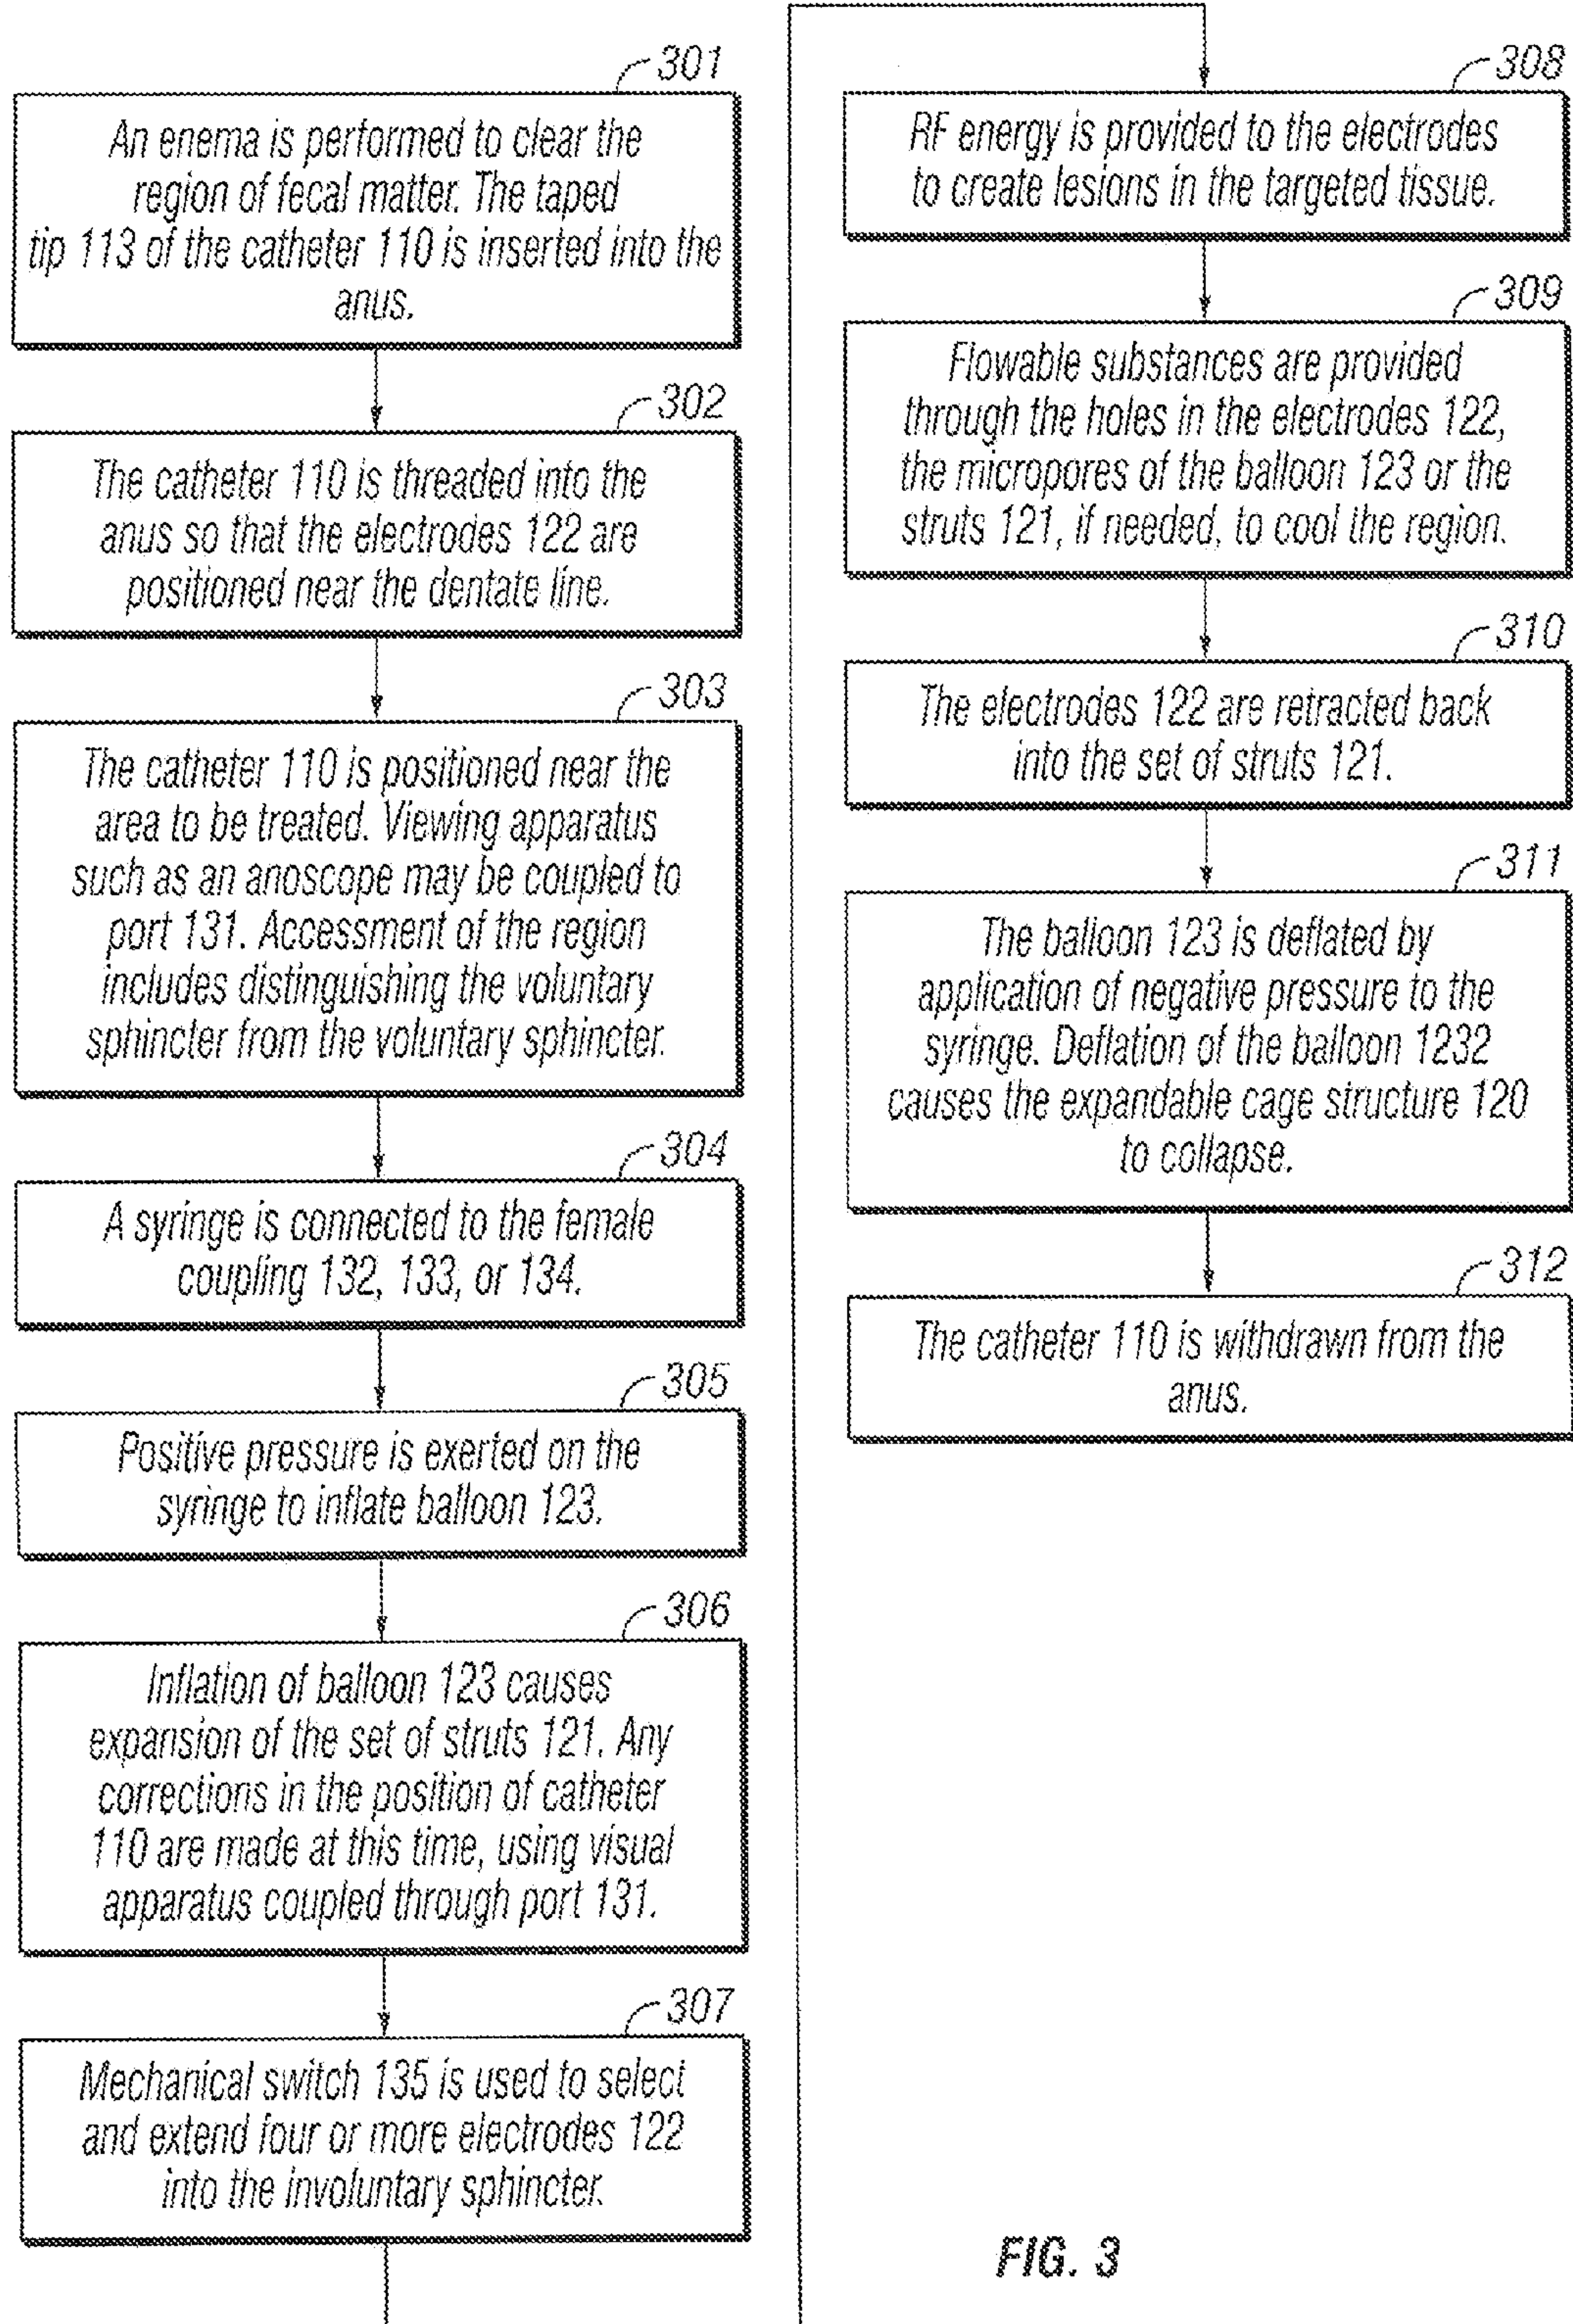 301
An enema is performed to clear the
region of fecal matter. The taped
tip 113 of the catheter 110 is inserted into the
anus.
302
The catheter 110 is threaded into the
anus so that the electrodes 122 are
positioned near the dentate line.
303
The catheter 110 is positioned near the
area to be treated. Viewing apparatus
such as an anoscope may be coupled to
port 131. Accessment of the region
includes distinguishing the voluntary
sphincter from the voluntary sphincter.
304
A syringe is connected to the female
coupling 132, 133, or 134.
305
Positive pressure is exerted on the
syringe to inflate balloon 123.
306
Inflation of balloon 123 causes
expansion of the set of struts 121. Any
corrections in the position of catheter
110 are made at this time, using visual
apparatus coupled through port 131.
307
Mechanical switch 135 is used to select
and extend four or more electrodes 122
into the involuntary sphincter.
308
RF energy is provided to the electrodes
to create lesions in the targeted tissue.
309
Flowable substances are provided
through the holes in the electrodes 122,
the micropores of the balloon 123 or the
struts 121, if needed, to cool the region.
310
The electrodes 122 are retracted back
into the set of struts 121.
311
The balloon 123 is deflated by
application of negative pressure to the
syringe. Deflation of the balloon 1232
causes the expandable cage structure 120
to collapse.
312
The catheter 110 is withdrawn from the
anus.
FIG. 3